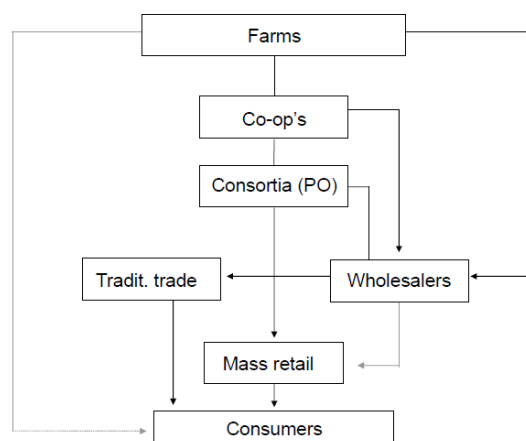 Farms
Co-op's
Consortia (PO)
Tradit. trade
Wholesalers
Mass retail
Consumers